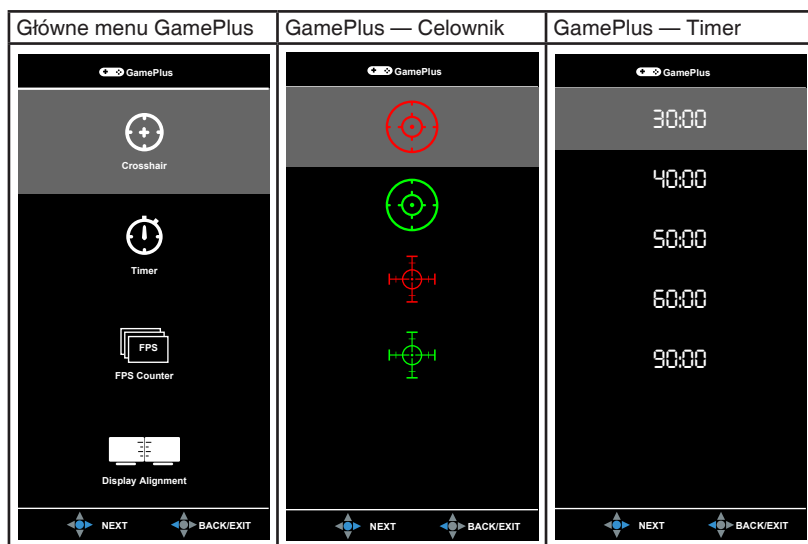 Główne menu GamePlus
GamePlus — Celownik
GamePlus — Timer
GamePlus
Crosshair
Timer
FPS
FPS Counter
Display Alignment
NEXT BACK/EXIT
GamePlus
NEXT BACK/EXIT
GamePlus
30:00
40:00
50:00
60:00
90:00
NEXT BACK/EXIT